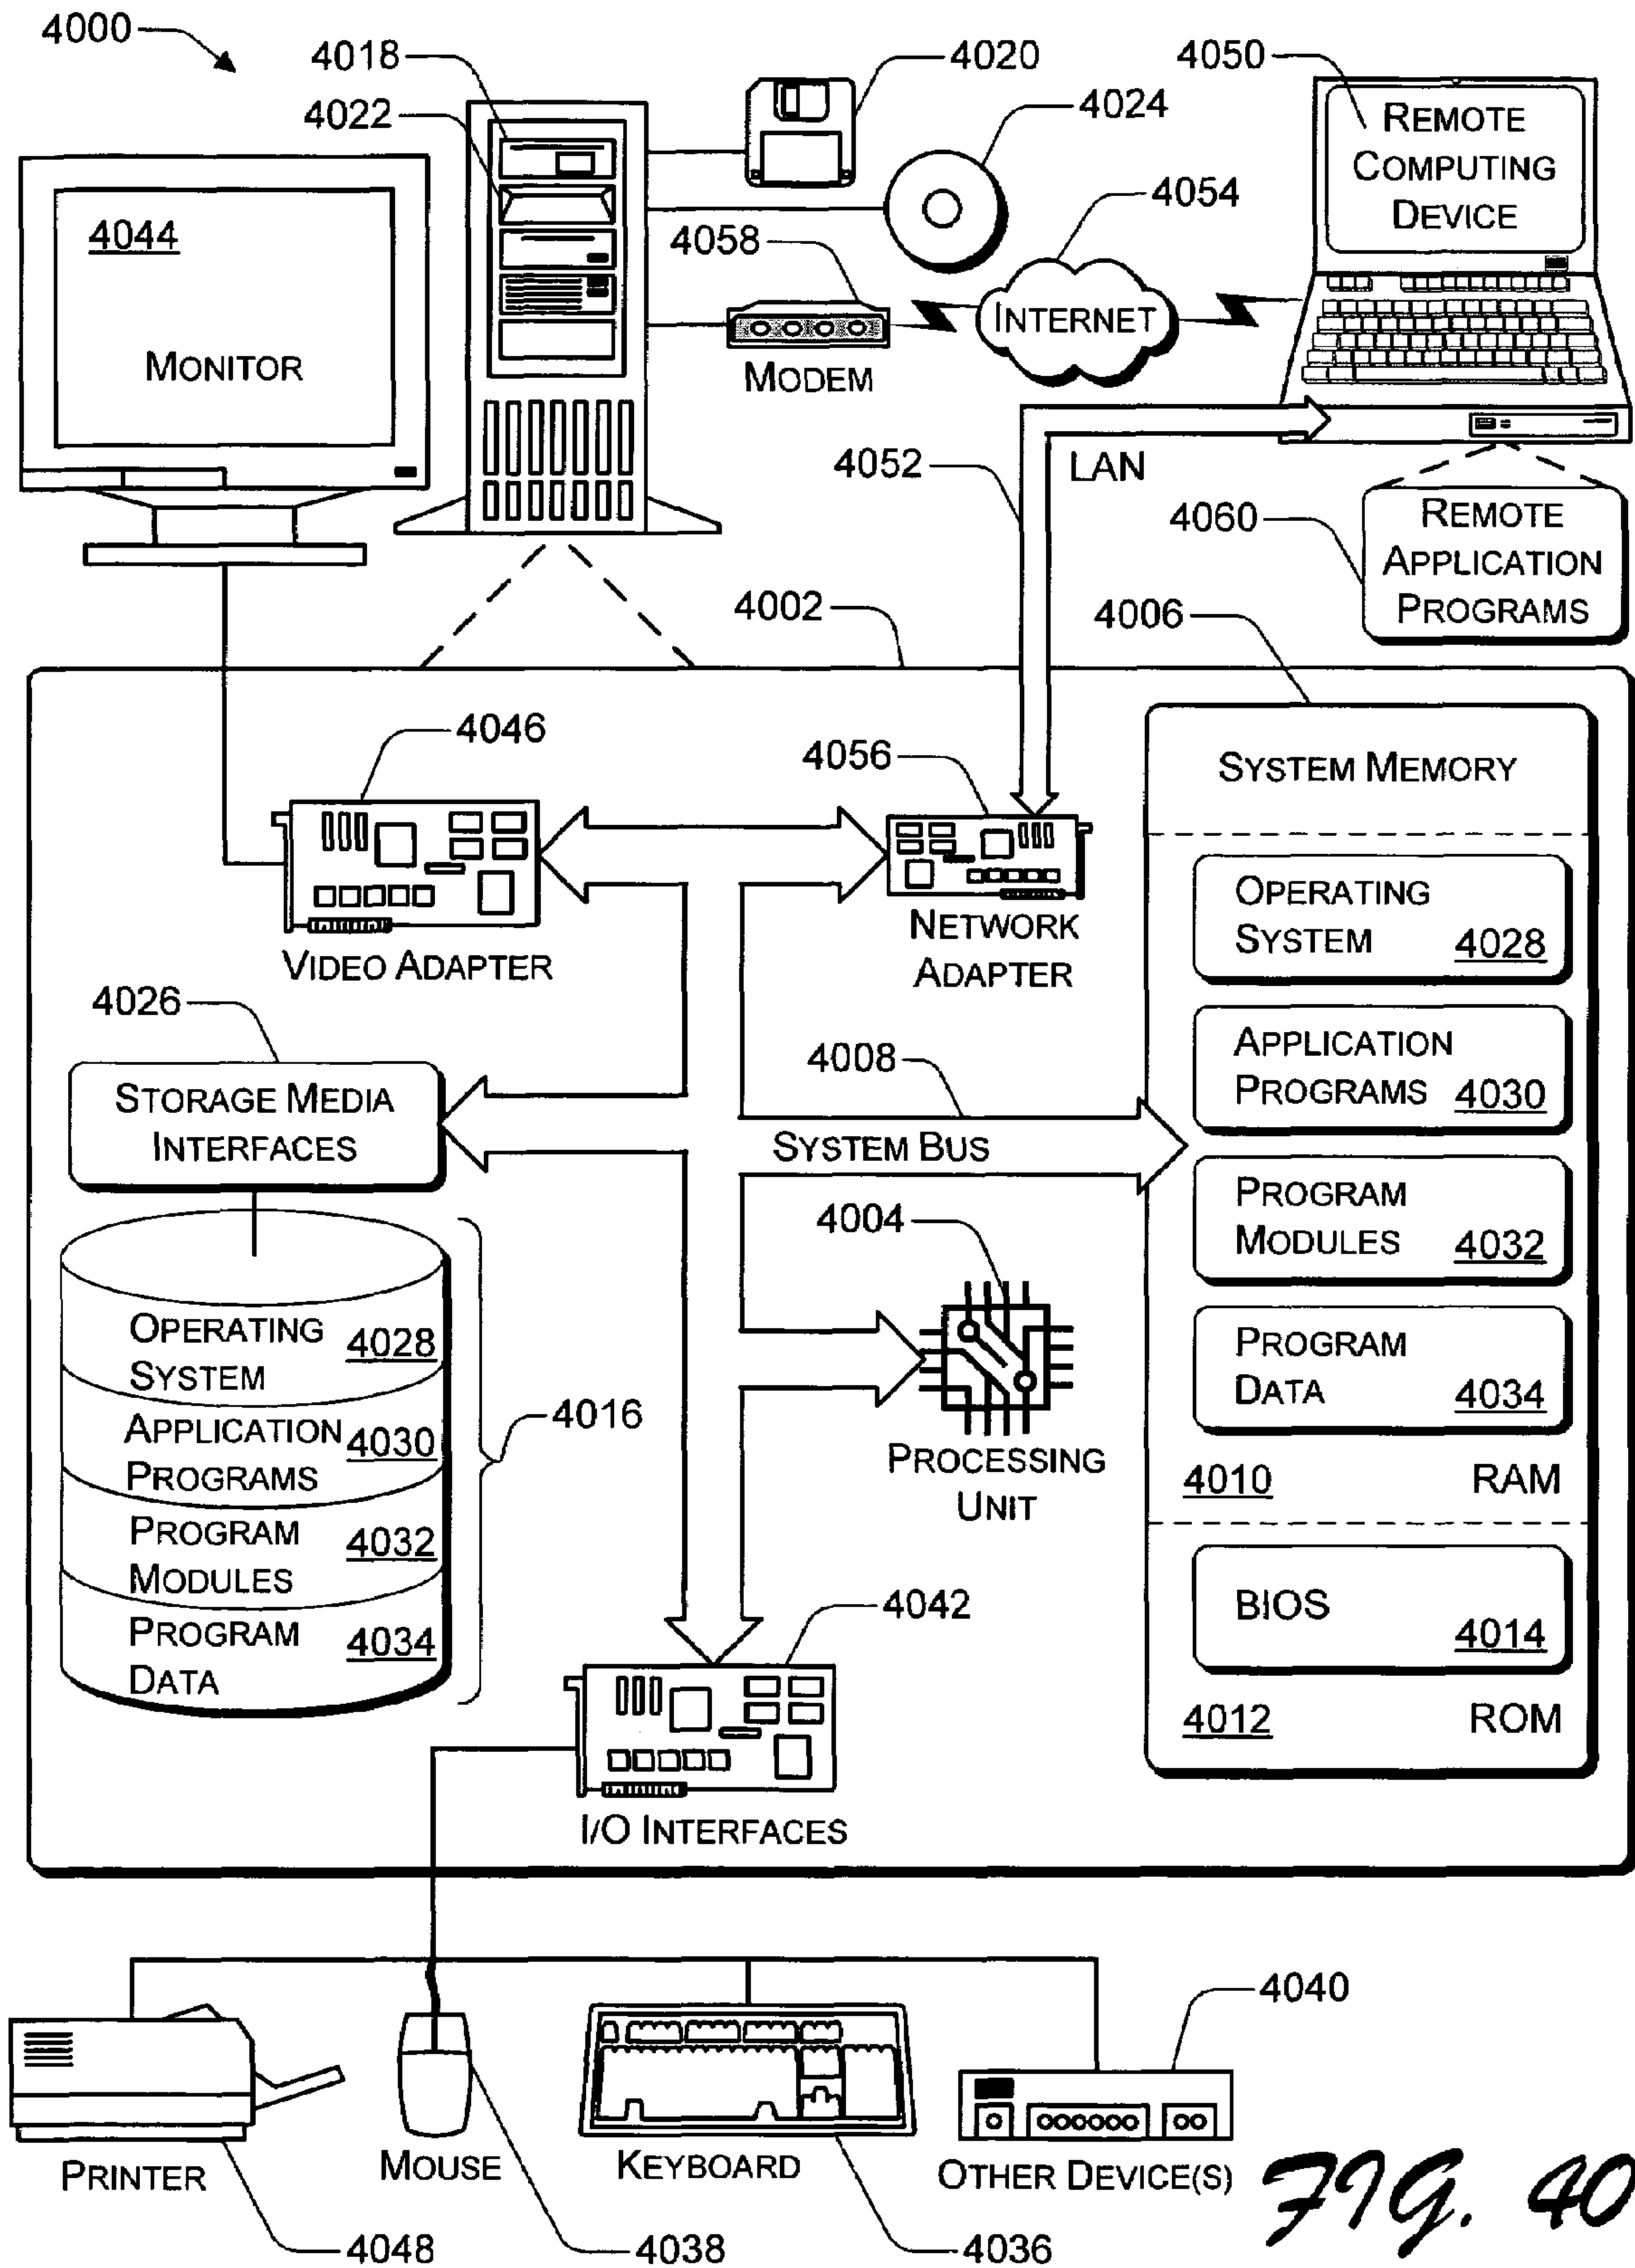 4000
4018
4020
4050
4022
4024
REMOTE
COMPUTING
DEVICE
4054
4044
4058
INTERNET
MONITOR
MODEM
4052
LAN
4060
REMOTE
APPLICATION
PROGRAMS
4002
4006
4046
4056
SYSTEM MEMORY
VIDEO ADAPTER
NETWORK
ADAPTER
OPERATING
SYSTEM 4028
4026
STORAGE MEDIA
INTERFACES
4008
SYSTEM BUS
APPLICATION
PROGRAMS 4030
PROGRAM
MODULES 4032
4004
PROCESSING
UNIT
PROGRAM
DATA 4034
4010 RAM
OPERATING
SYSTEM 4028
APPLICATION
PROGRAMS 4030
PROGRAM
MODULES 4032
PROGRAM
DATA 4034
4016
BIOS
4014
4012 ROM
4042
I/O INTERFACES
4040
PRINTER
MOUSE
KEYBOARD
OTHER DEVICE(S)
4048
4038
4036
FIG. 40